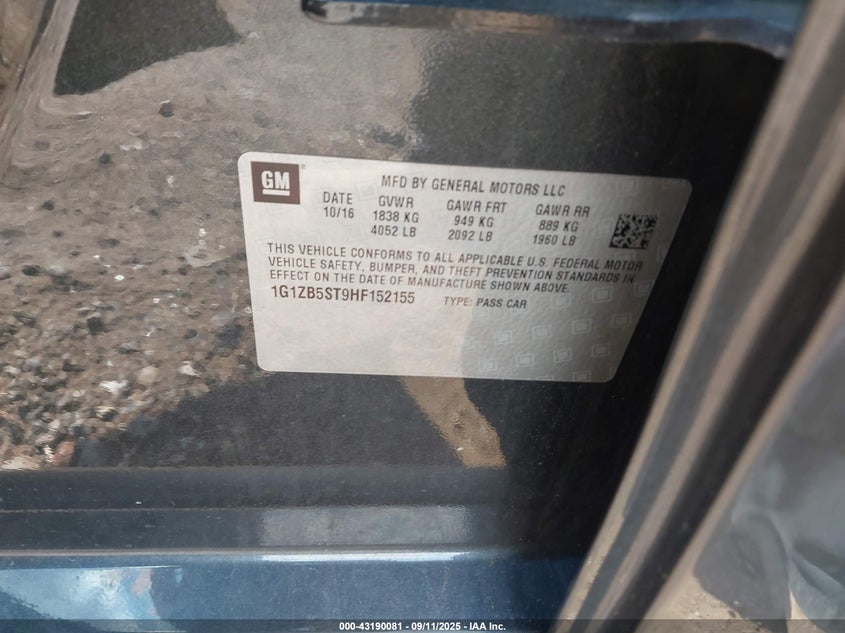 GM
MFD BY GENERAL MOTORS LLC
DATE GVWR GAWR FRT GAWR RR
10/16 1838 KG 949 KG 889 KG
4052 LB 2092 LB 1960 LB
THIS VEHICLE CONFORMS TO ALL APPLICABLE U.S. FEDERAL MOTOR
VEHICLE SAFETY, BUMPER, AND THEFT PREVENTION STANDARDS IN
EFFECT ON THE DATE OF MANUFACTURE SHOWN ABOVE.
1G1ZB5ST9HF152155 TYPE: PASS CAR
000-43190081 - 09/11/2025 - IAA Inc.